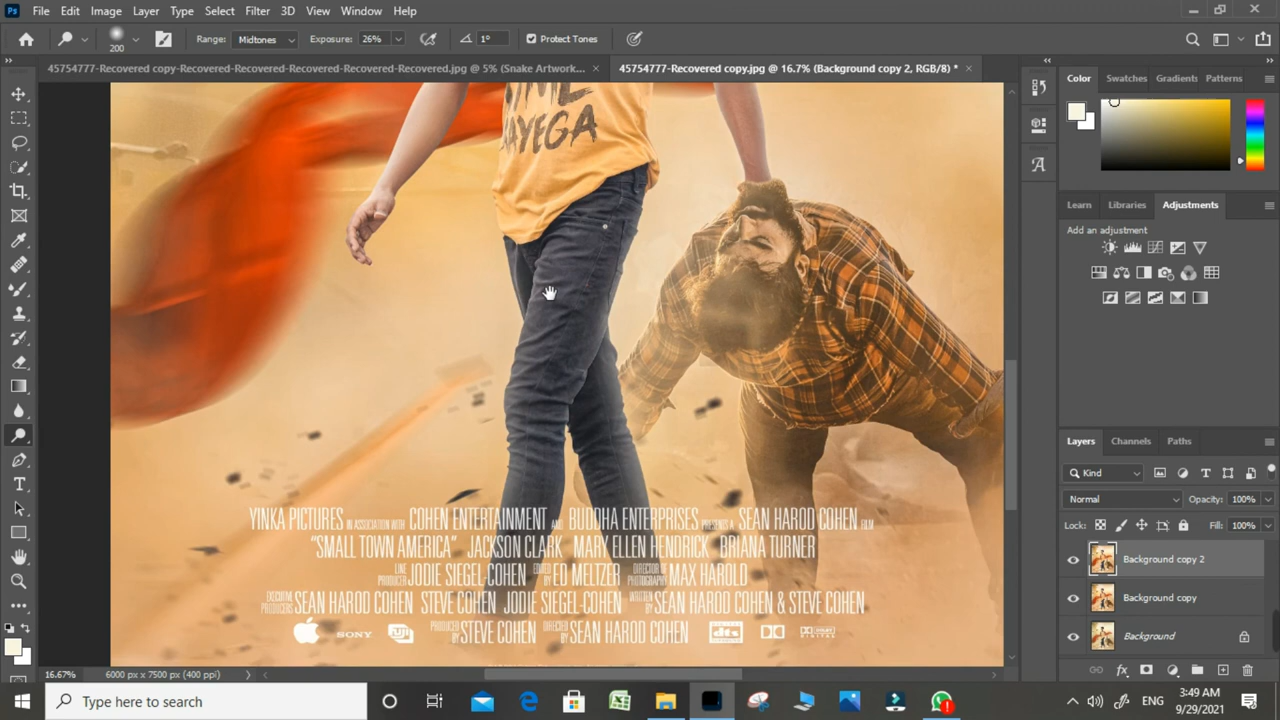 Ps File Edit Image Layer Type Select Filter 3D View Window Help
200 Range: Midtones Exposure: 26% 1° Protect Tones
45754777-Recovered copy-Recovered-Recovered-Recovered-Recovered-Recovered.jpg @ 5% (Snake Artwork... × 45754777-Recovered copy.jpg @ 16.7% (Background copy 2, RGB/8) * ×
Color Swatches Gradients Patterns
AYEGA
Learn Libraries Adjustments
Add an adjustment
Layers Channels Paths
Kind
Normal Opacity: 100%
Lock: Fill: 100%
Background copy 2
Background copy
Background
YINKA PICTURES IN ASSOCIATION WITH COHEN ENTERTAINMENT AND BUDDHA ENTERPRISES PRESENTS A SEAN HAROD COHEN FILM
“SMALL TOWN AMERICA” JACKSON CLARK MARY ELLEN HENDRICK BRIANA TURNER
LINE PRODUCER JODIE SIEGEL-COHEN EDITED BY ED MELTZER DIRECTOR OF PHOTOGRAPHY MAX HAROLD
EXECUTIVE PRODUCERS SEAN HAROD COHEN STEVE COHEN JODIE SIEGEL-COHEN WRITTEN BY SEAN HAROD COHEN & STEVE COHEN
SONY FUJI PRODUCED BY STEVE COHEN DIRECTED BY SEAN HAROD COHEN dts DOLBY DIGITAL
16.67% 6000 px x 7500 px (400 ppi)
Type here to search
ENG
3:49 AM
9/29/2021